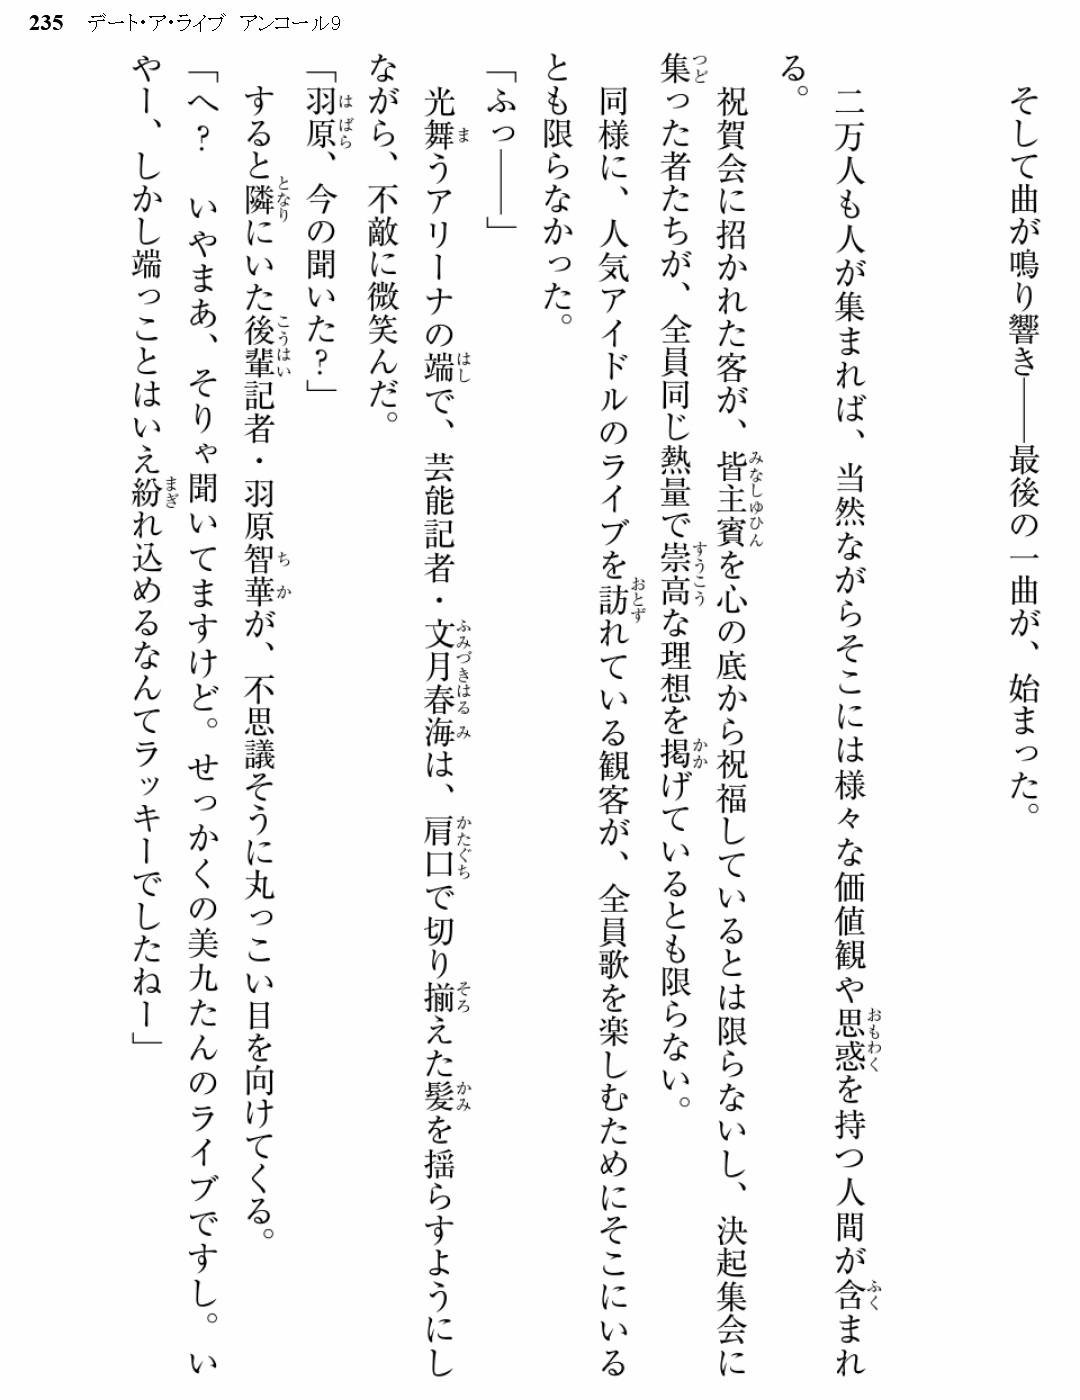 235 デート・ア・ライブ アンコール9
そして曲が鳴り響き――最後の一曲が、始まった。
二万人も人が集まれば、当然ながらそこには様々な価値観や思惑を持つ人間が含まれ
る。
祝賀会に招かれた客が、皆主賓を心の底から祝福しているとは限らないし、決起集会に
集った者たちが、全員同じ熱量で崇高な理想を掲げているとも限らない。
同様に、人気アイドルのライブを訪れている観客が、全員歌を楽しむためにそこにいる
とも限らなかった。
「ふっ――」
光舞うアリーナの端で、芸能記者・文月春海は、肩口で切り揃えた髪を揺らすようにし
ながら、不敵に微笑んだ。
「羽原、今の聞いた?」
すると隣にいた後輩記者・羽原智華が、不思議そうに丸っこい目を向けてくる。
「へ? いやまあ、そりゃ聞いてますけど。せっかくの美九たんのライブですし。い
やー、しかし端っことはいえ紛れ込めるなんてラッキーでしたねー」